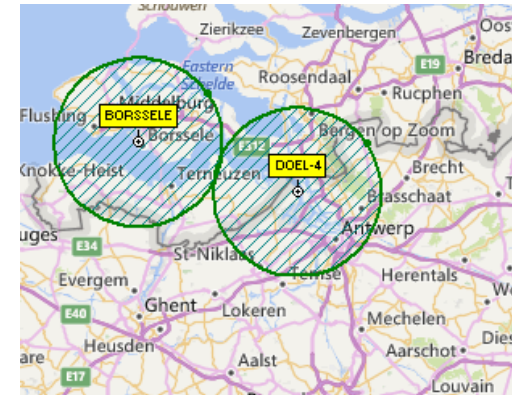 Schouwen
Zierikzee
Zevenbergen
Oos
E19
Breda
Eastern
Schelde
Roosendaal
Rucphen
Middelburg
Flushing
BORSSELE
Borssele
E312
Bergen op Zoom
DOEL-4
Knokke-Heist
Terneuzen
Brecht
Brasschaat
uges
E34
Antwerp
St-Niklaas
Temse
Evergem
Herentals
Ghent
Lokeren
E40
Mechelen
Heusden
Dies
are
Aalst
Aarschot
E17
Louvain